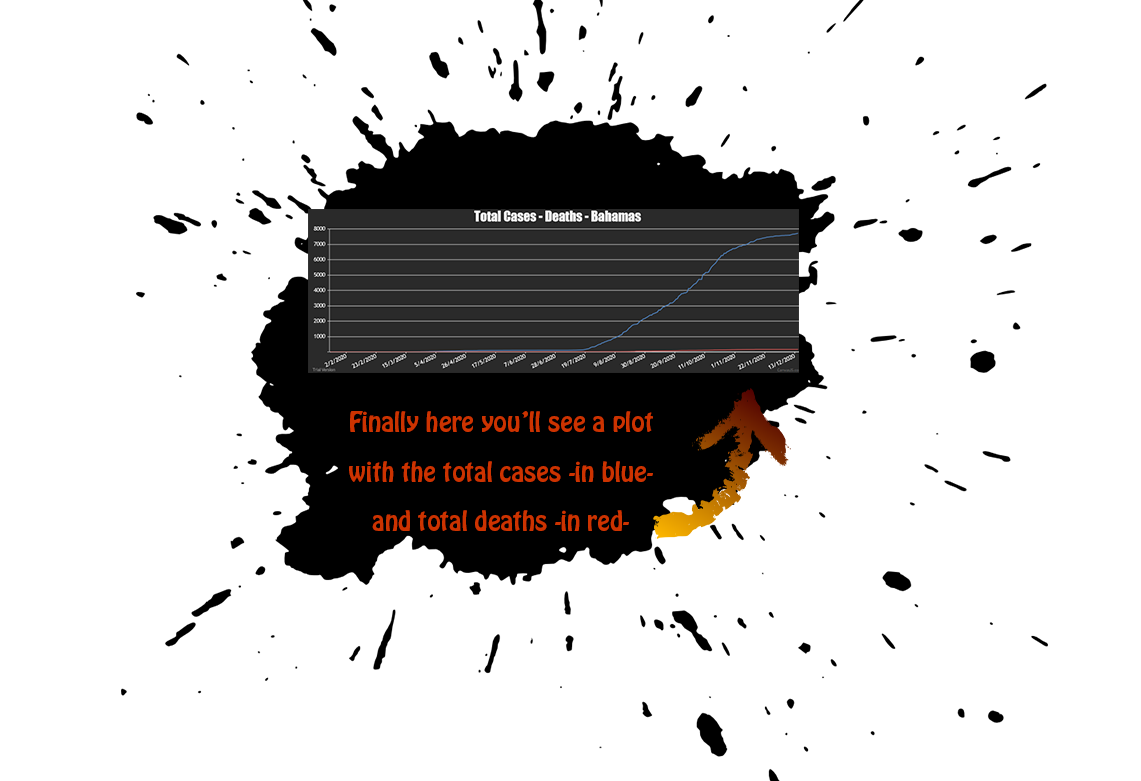 Total Cases - Deaths - Bahamas
8000
7000
6000
5000
4000
3000
2000
1000
2/2/2020 23/2/2020 15/3/2020 5/4/2020 26/4/2020 17/5/2020 7/6/2020 28/6/2020 19/7/2020 9/8/2020 30/8/2020 20/9/2020 11/10/2020 1/11/2020 22/11/2020 13/12/2020
Trial Version
Finally here you'll see a plot
with the total cases -in blue-
and total deaths -in red-